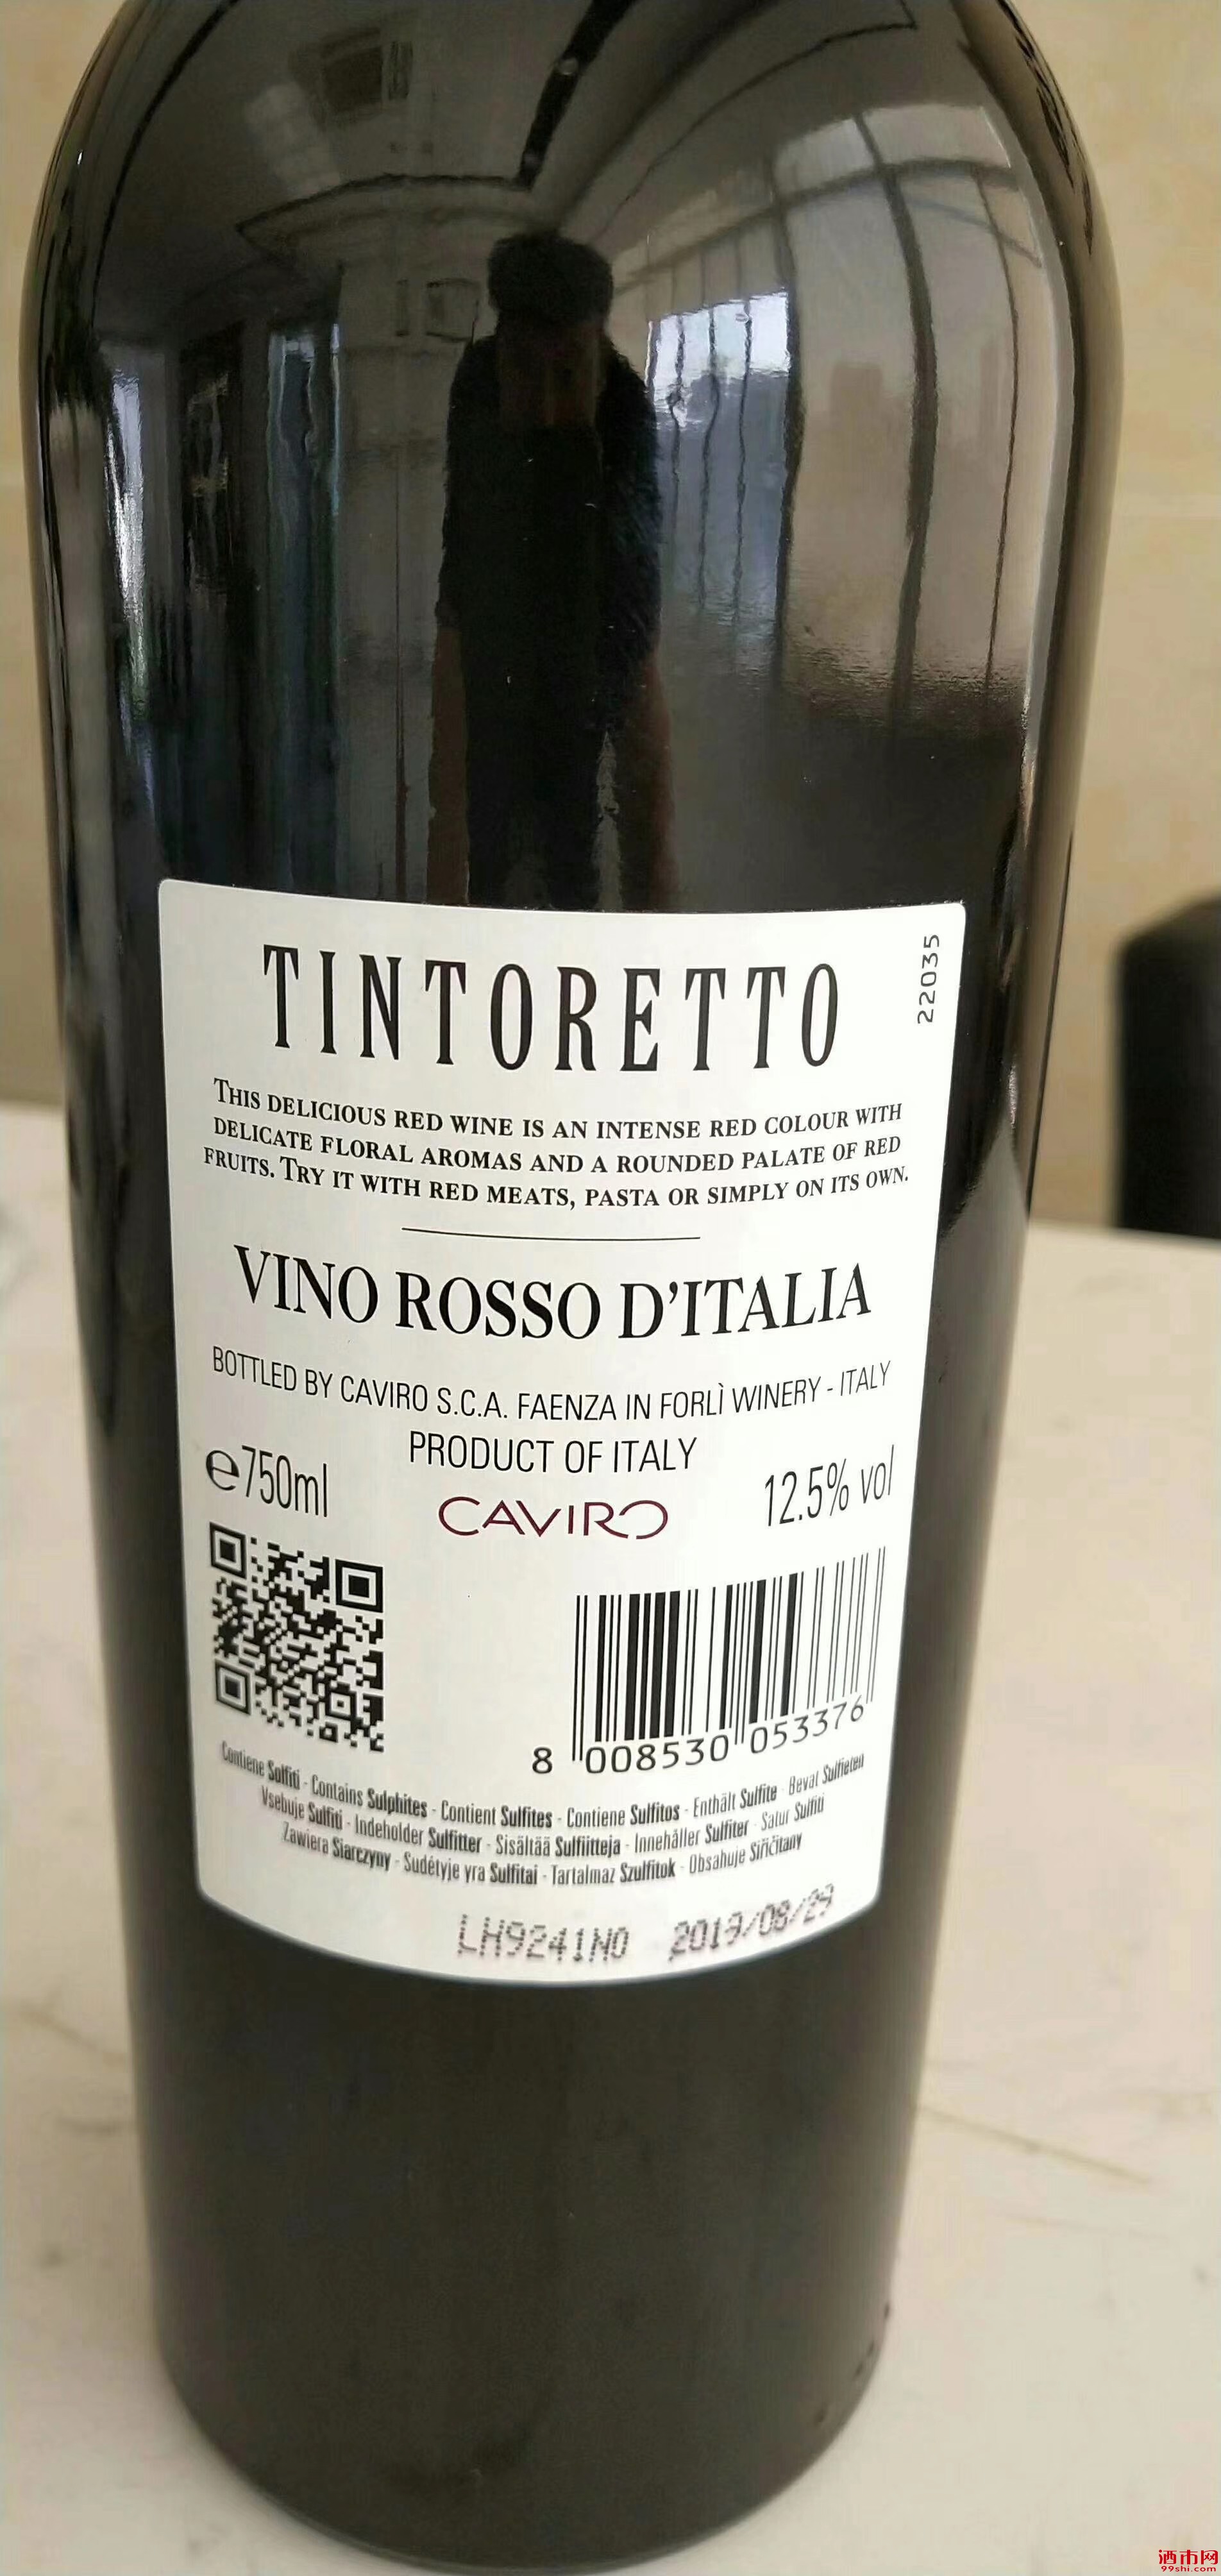 TINTORETTO
22035
THIS DELICIOUS RED WINE IS AN INTENSE RED COLOUR WITH
DELICATE FLORAL AROMAS AND A ROUNDED PALATE OF RED
FRUITS. TRY IT WITH RED MEATS, PASTA OR SIMPLY ON ITS OWN.
VINO ROSSO D'ITALIA
BOTTLED BY CAVIRO S.C.A. FAENZA IN FORLÌ WINERY - ITALY
PRODUCT OF ITALY
℮750ml
CAVIRO
12.5% vol
8 008530 053376
Contiene Solfiti - Contains Sulphites - Contient Sulfites - Contiene Sulfitos - Enthält Sulfite - Bevat Sulfieten
Vsebuje Sulfiti - Indeholder Sulfitter - Sisältää Sulfiitteja - Innehåller Sulfiter - Satur Sulfiti
Zawiera Siarczyny - Sudėtyje yra Sulfitai - Tartalmaz Szulfitok - Obsahuje Siřičitany
LH9241N0 2019/08/29
酒市网
99shi.com